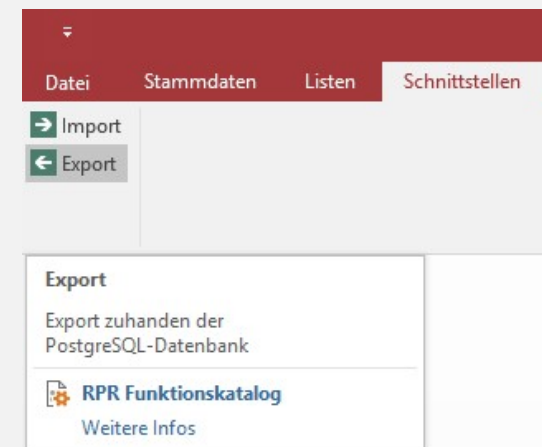 Datei Stammdaten Listen Schnittstellen
Import
Export
Export
Export zuhanden der
PostgreSQL-Datenbank
RPR Funktionskatalog
Weitere Infos